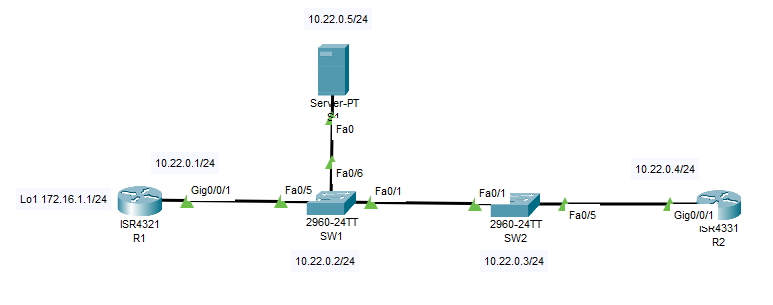 10.22.0.5/24
Server-PT
S1
Fa0
10.22.0.1/24
Fa0/6
10.22.0.4/24
Lo1 172.16.1.1/24
Gig0/0/1
Fa0/5
Fa0/1
Fa0/1
Fa0/5
Gig0/0/1
ISR4321
R1
2960-24TT
SW1
2960-24TT
SW2
ISR4331
R2
10.22.0.2/24
10.22.0.3/24